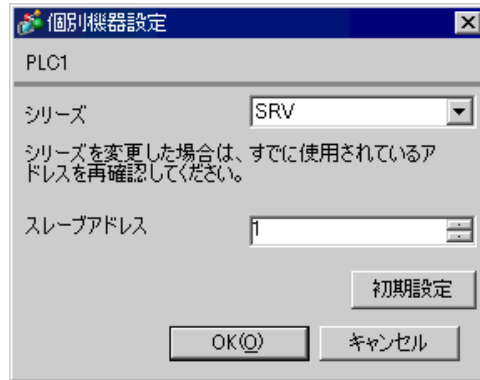 個別機器設定
PLC1
シリーズ SRV
シリーズを変更した場合は、すでに使用されているア
ドレスを再確認してください。
スレーブアドレス 1
初期設定
OK(O) キャンセル